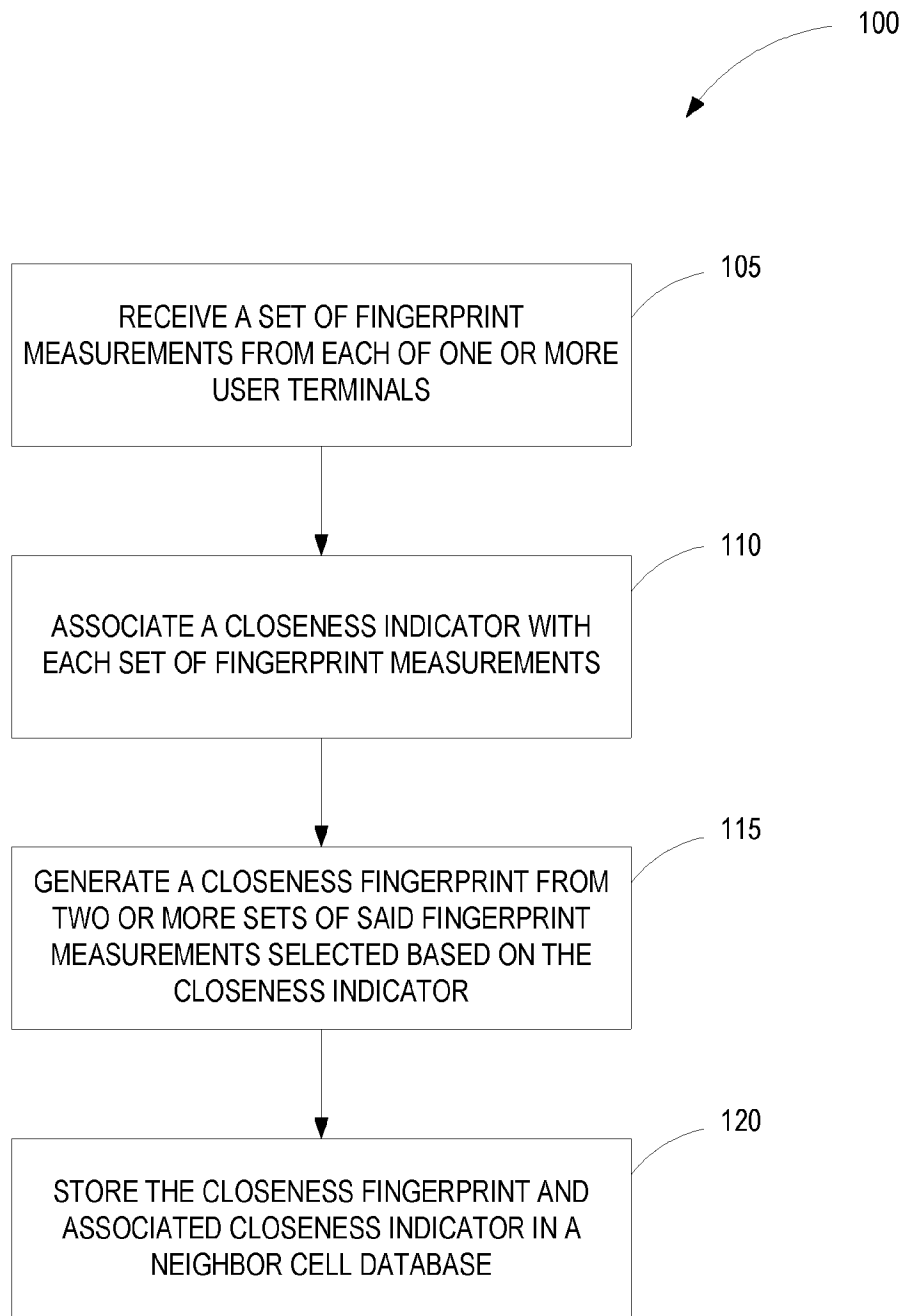 100
105
RECEIVE A SET OF FINGERPRINT
MEASUREMENTS FROM EACH OF ONE OR MORE
USER TERMINALS
110
ASSOCIATE A CLOSENESS INDICATOR WITH
EACH SET OF FINGERPRINT MEASUREMENTS
115
GENERATE A CLOSENESS FINGERPRINT FROM
TWO OR MORE SETS OF SAID FINGERPRINT
MEASUREMENTS SELECTED BASED ON THE
CLOSENESS INDICATOR
120
STORE THE CLOSENESS FINGERPRINT AND
ASSOCIATED CLOSENESS INDICATOR IN A
NEIGHBOR CELL DATABASE